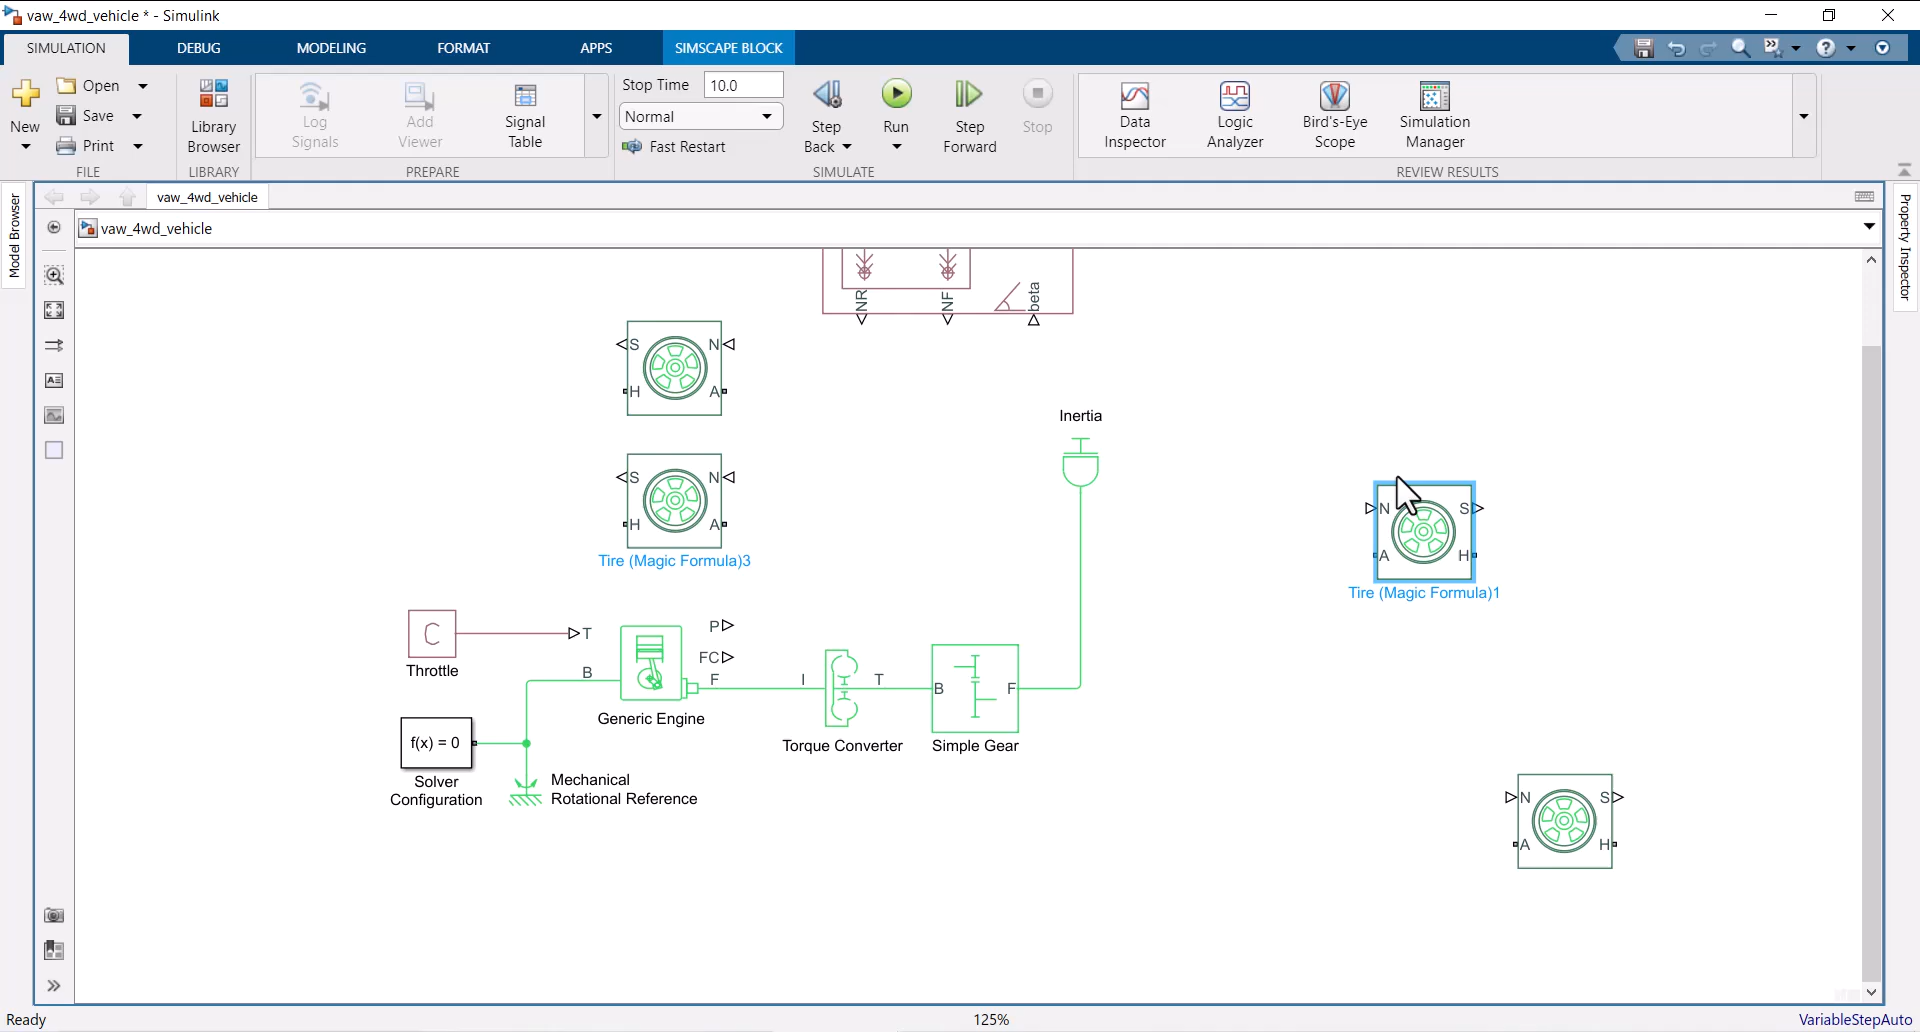 vaw_4wd_vehicle * - Simulink
SIMULATION
DEBUG
MODELING
FORMAT
APPS
SIMSCAPE BLOCK
New
Open
Save
Print
FILE
Library
Browser
LIBRARY
Log
Signals
Add
Viewer
Signal
Table
PREPARE
Stop Time
10.0
Normal
Fast Restart
Step
Back
Run
Step
Forward
Stop
SIMULATE
Data
Inspector
Logic
Analyzer
Bird's-Eye
Scope
Simulation
Manager
REVIEW RESULTS
Model Browser
vaw_4wd_vehicle
vaw_4wd_vehicle
Property Inspector
NR
NF
beta
S
N
H
A
S
N
H
A
Tire (Magic Formula)3
Inertia
N
S
A
H
Tire (Magic Formula)1
C
Throttle
T
B
P
FC
F
Generic Engine
I
T
Torque Converter
B
F
Simple Gear
f(x) = 0
Solver
Configuration
Mechanical
Rotational Reference
N
S
A
H
Ready
125%
VariableStepAuto